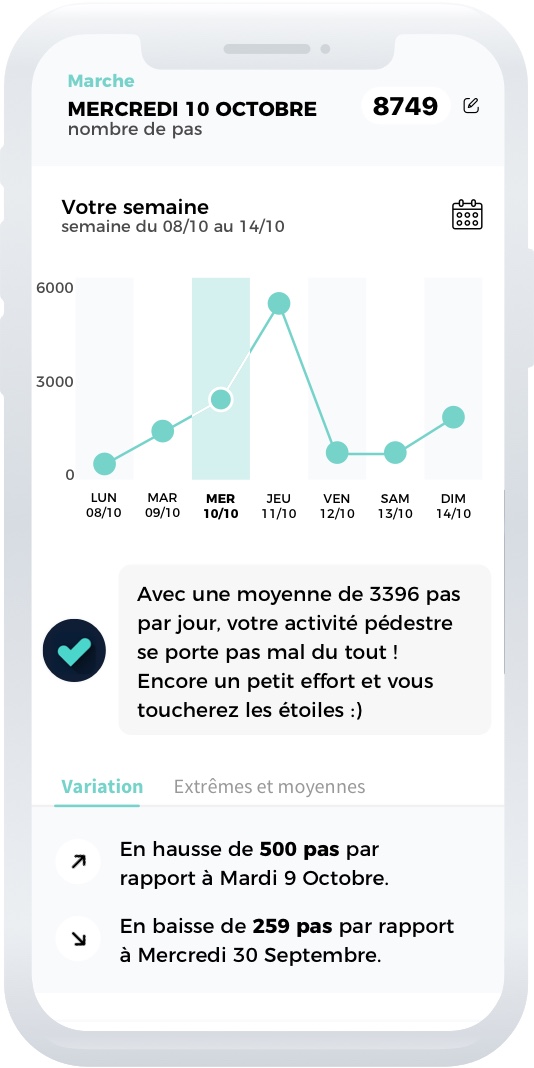 Marche
MERCREDI 10 OCTOBRE
8749
nombre de pas
Votre semaine
semaine du 08/10 au 14/10
6000
3000
0
LUN MAR MER JEU VEN SAM DIM
08/10 09/10 10/10 11/10 12/10 13/10 14/10
Avec une moyenne de 3396 pas
par jour, votre activité pédestre
se porte pas mal du tout !
Encore un petit effort et vous
toucherez les étoiles :)
Variation Extrêmes et moyennes
En hausse de 500 pas par
rapport à Mardi 9 Octobre.
En baisse de 259 pas par rapport
à Mercredi 30 Septembre.